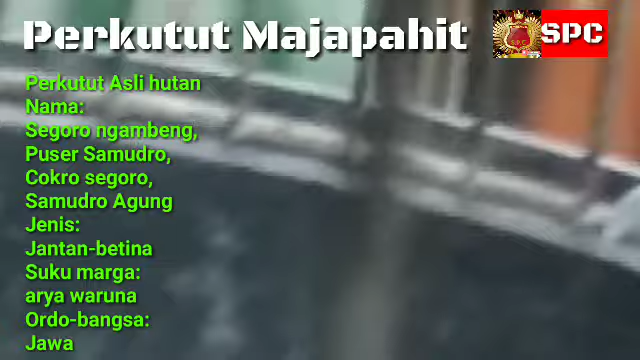 Perkutut Majapahit
SPC
Perkutut Asli hutan
Nama:
Segoro ngambeng,
Puser Samudro,
Cokro segoro,
Samudro Agung
Jenis:
Jantan-betina
Suku marga:
arya waruna
Ordo-bangsa:
Jawa